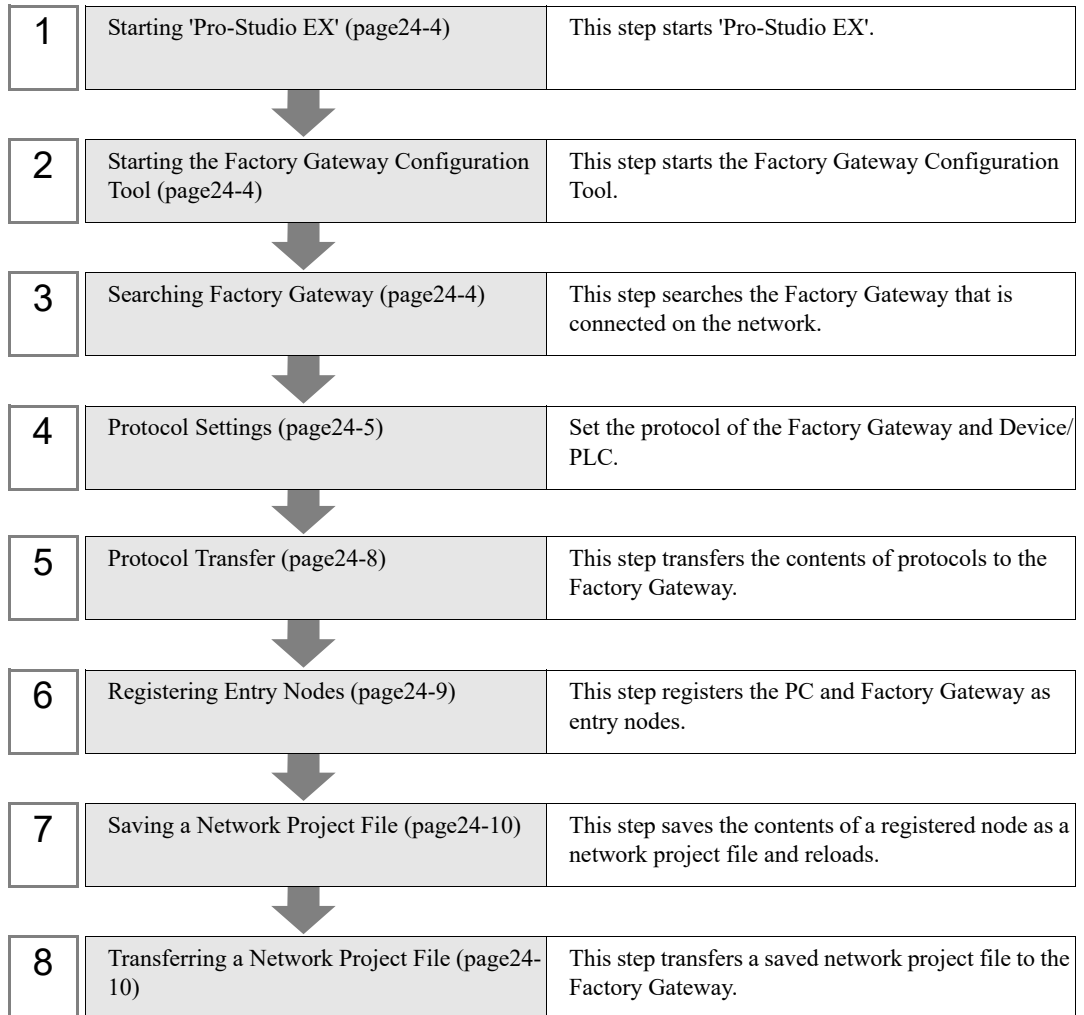 1
Starting 'Pro-Studio EX' (page24-4)
This step starts 'Pro-Studio EX'.
2
Starting the Factory Gateway Configuration
Tool (page24-4)
This step starts the Factory Gateway Configuration
Tool.
3
Searching Factory Gateway (page24-4)
This step searches the Factory Gateway that is
connected on the network.
4
Protocol Settings (page24-5)
Set the protocol of the Factory Gateway and Device/
PLC.
5
Protocol Transfer (page24-8)
This step transfers the contents of protocols to the
Factory Gateway.
6
Registering Entry Nodes (page24-9)
This step registers the PC and Factory Gateway as
entry nodes.
7
Saving a Network Project File (page24-10)
This step saves the contents of a registered node as a
network project file and reloads.
8
Transferring a Network Project File (page24-
10)
This step transfers a saved network project file to the
Factory Gateway.